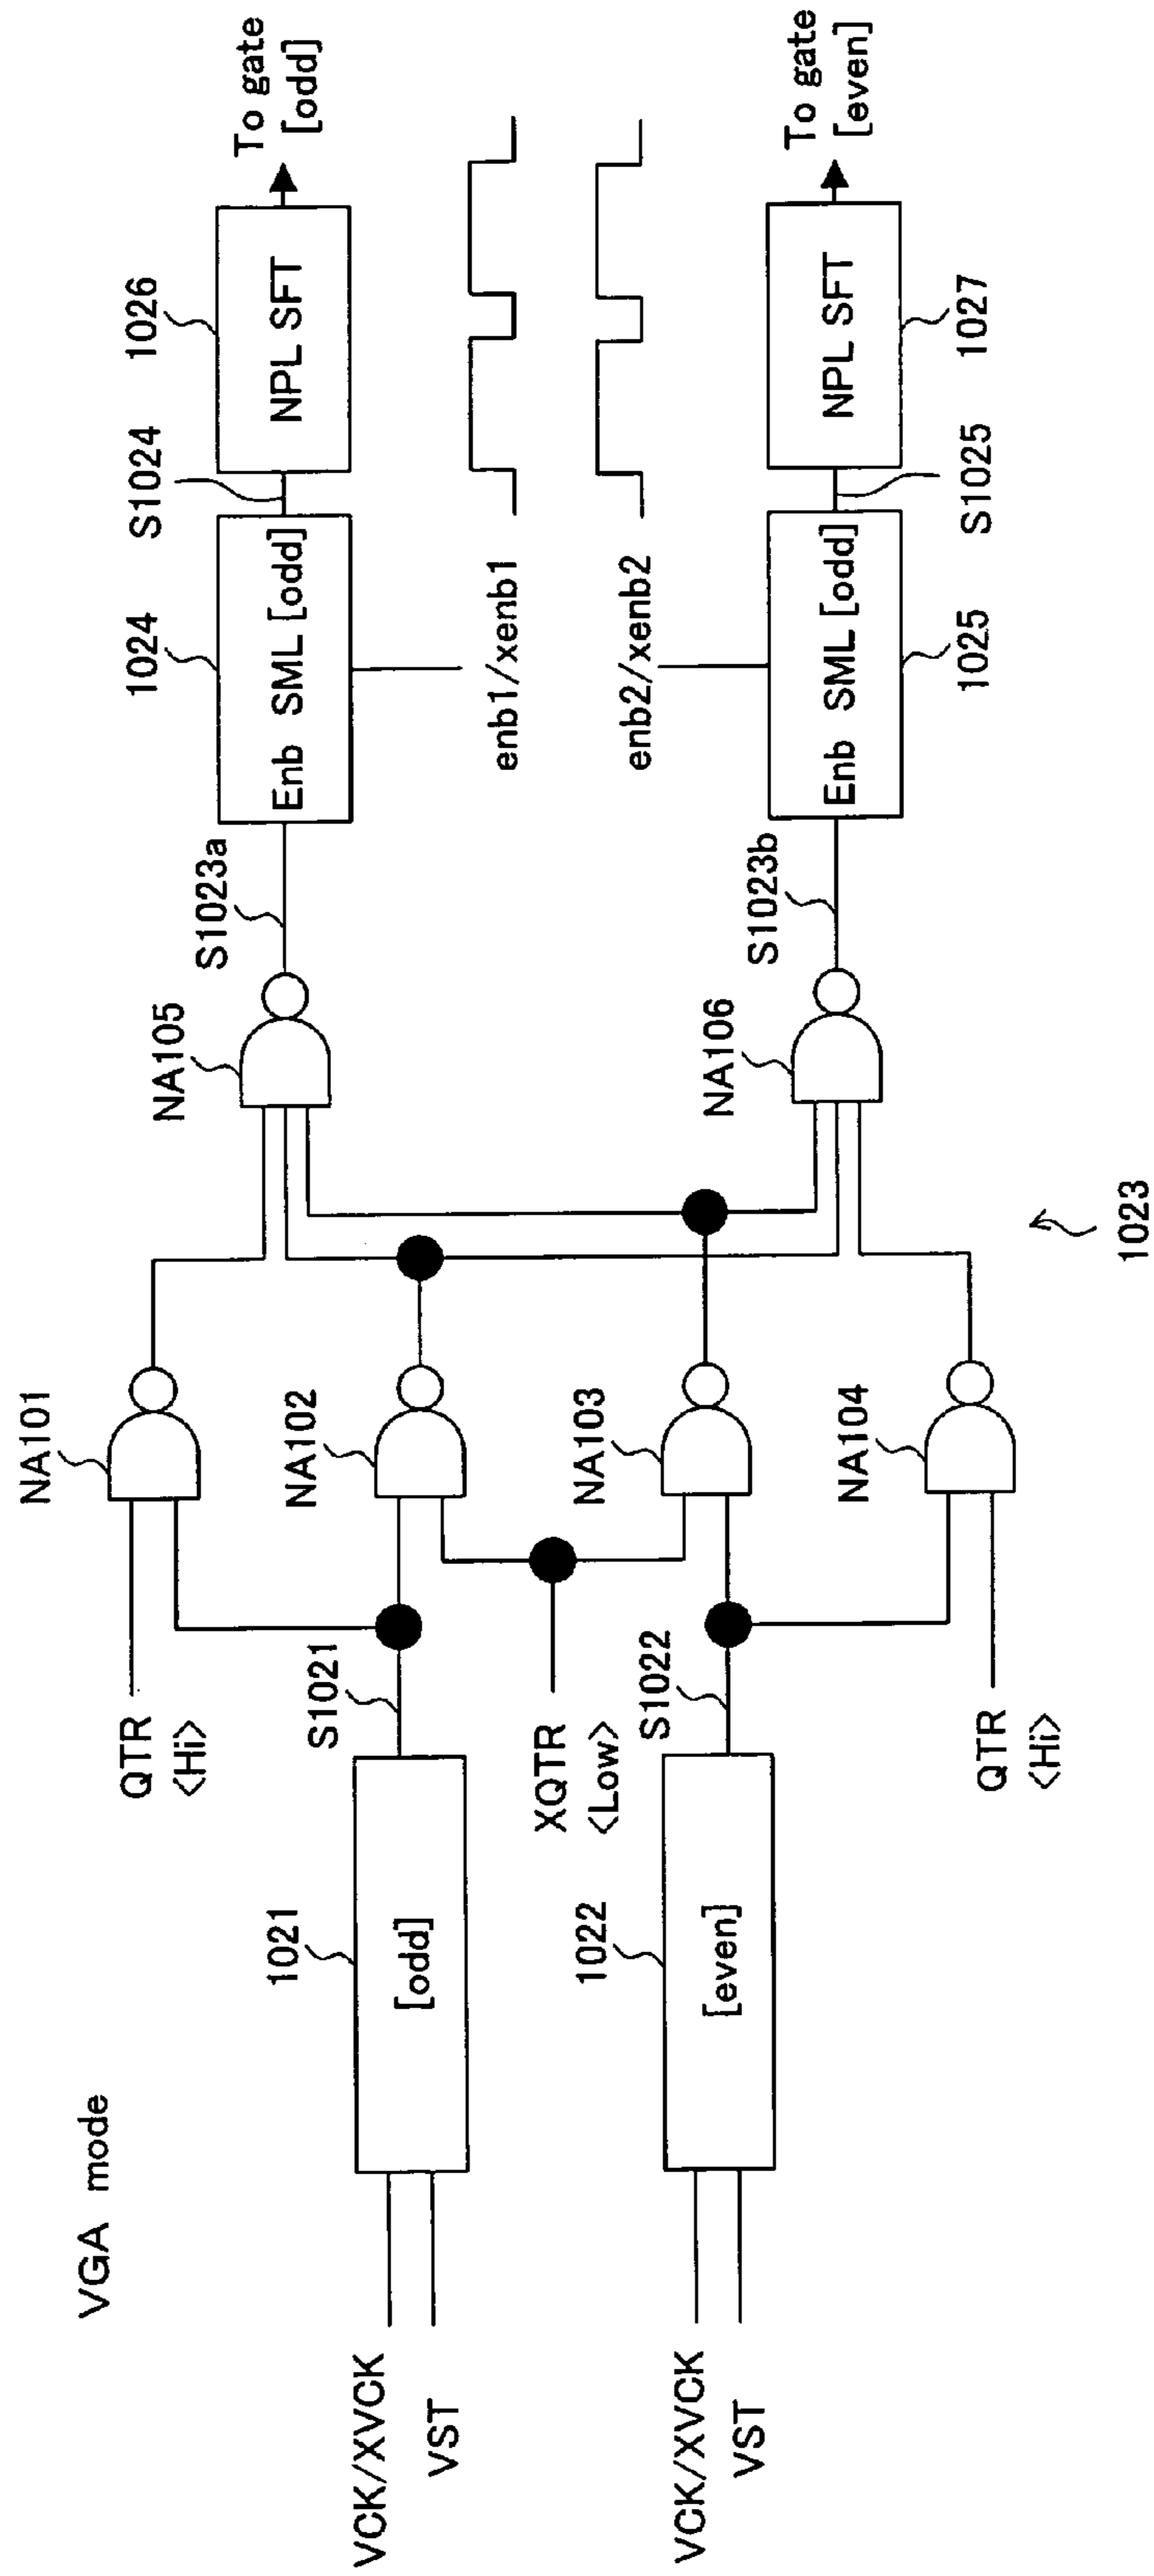 VGA mode
VCK/XVCK
VST
1021
[odd]
S1021
QTR
<Hi>
NA101
NA102
XQTR
<Low>
VCK/XVCK
VST
1022
[even]
S1022
NA103
NA104
QTR
<Hi>
1023
NA105
S1023a
NA106
S1023b
1024
Enb SML [odd]
S1024
1026
NPL SFT
To gate
[odd]
enb1/xenb1
enb2/xenb2
Enb SML [odd]
1025
S1025
NPL SFT
1027
To gate
[even]